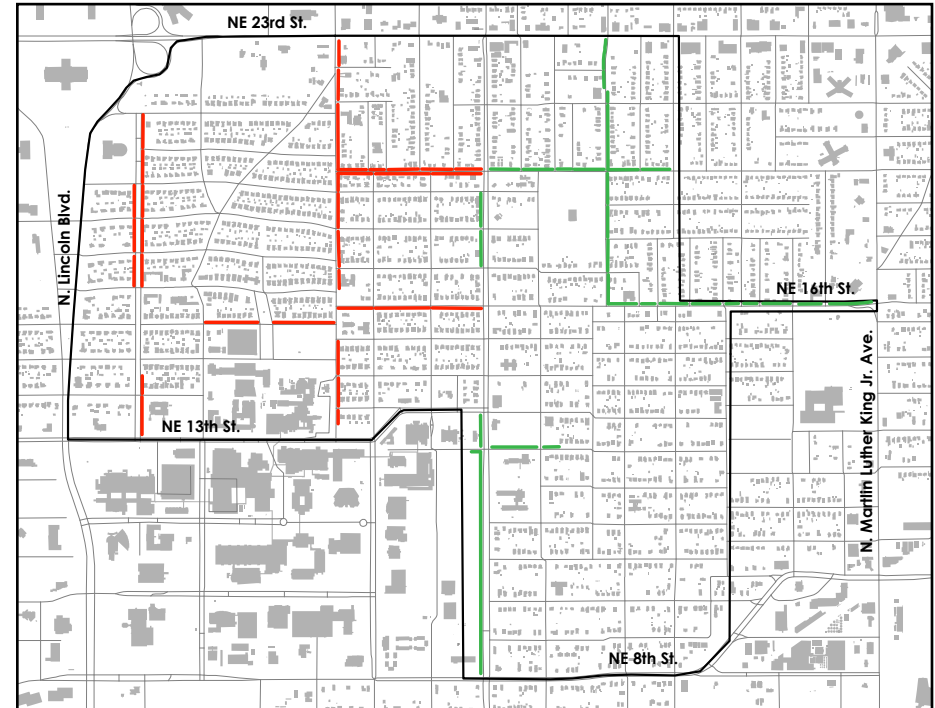 NE 23rd St.
N. Lincoln Blvd.
NE 16th St.
N. Martin Luther King Jr. Ave.
NE 13th St.
NE 8th St.